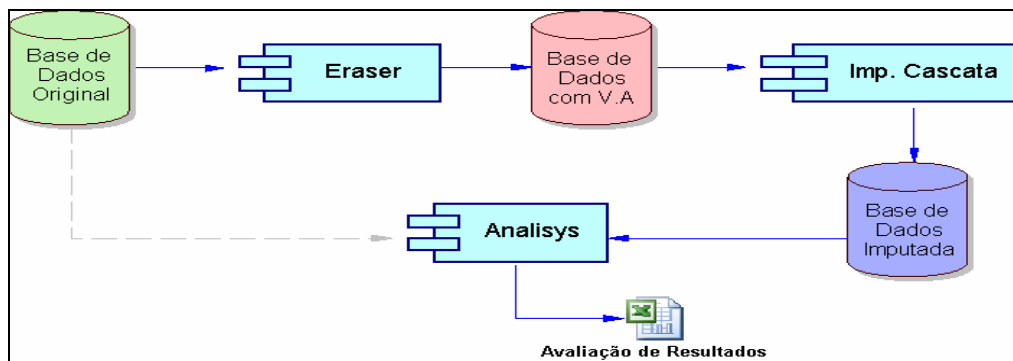 Base de
Dados
Original
Eraser
Base de
Dados
com V.A
Imp. Cascata
Base de
Dados
Imputada
Analisys
Avaliação de Resultados